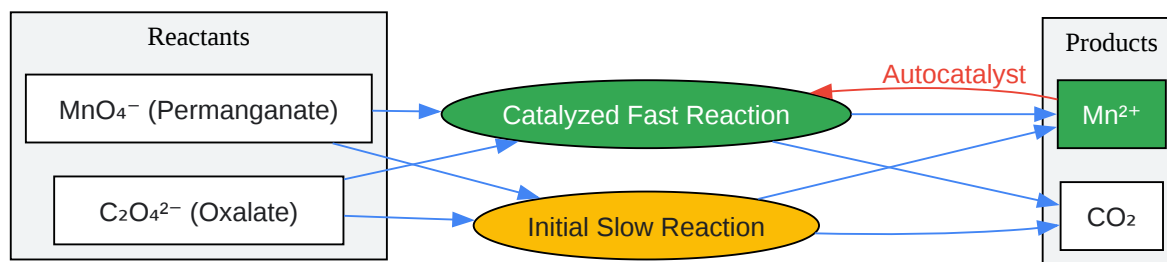 Reactants
MnO₄⁻ (Permanganate)
C₂O₄²⁻ (Oxalate)
Catalyzed Fast Reaction
Initial Slow Reaction
Autocatalyst
Products
Mn²⁺
CO₂